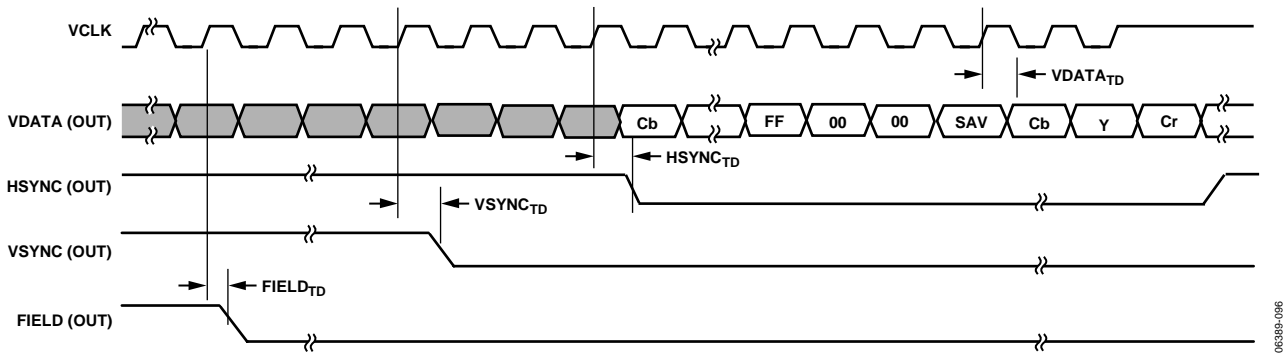 VCLK
VDATA_TD
VDATA (OUT)
Cb FF 00 00 SAV Cb Y Cr
HSYNC_TD
HSYNC (OUT)
VSYNC_TD
VSYNC (OUT)
FIELD_TD
FIELD (OUT)
06389-096